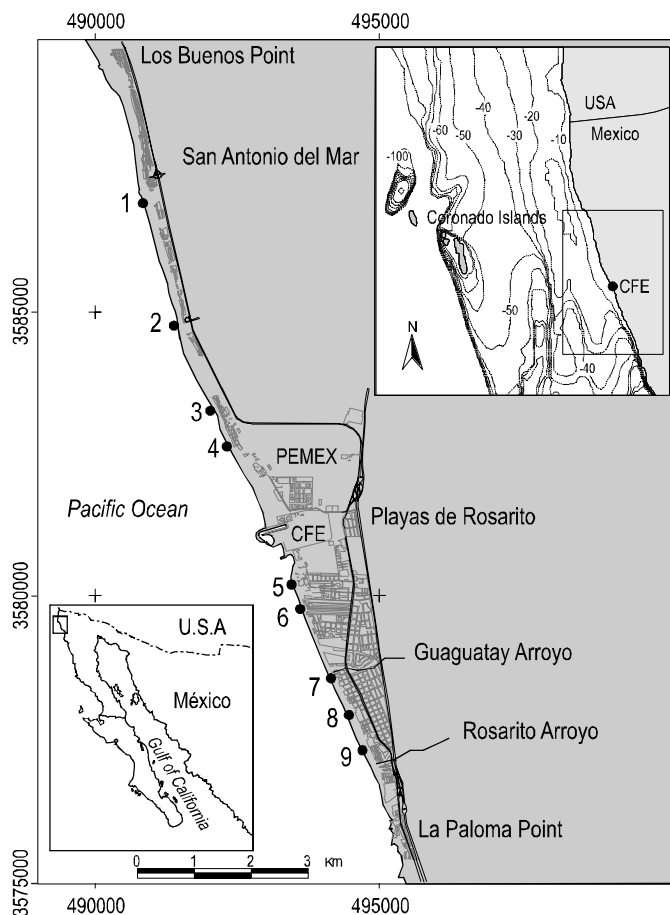 490000
495000
Los Buenos Point
San Antonio del Mar
1
2
3
4
PEMEX
Pacific Ocean
Playas de Rosarito
CFE
5
6
7
8
9
Guaguatay Arroyo
Rosarito Arroyo
La Paloma Point
3585000
3580000
3575000
USA
Mexico
-40
-20
-60
-50
-30
-10
-100
Coronado Islands
CFE
-50
-40
N
U.S.A
México
Gulf of California
0 1 2 3 Km
490000
495000